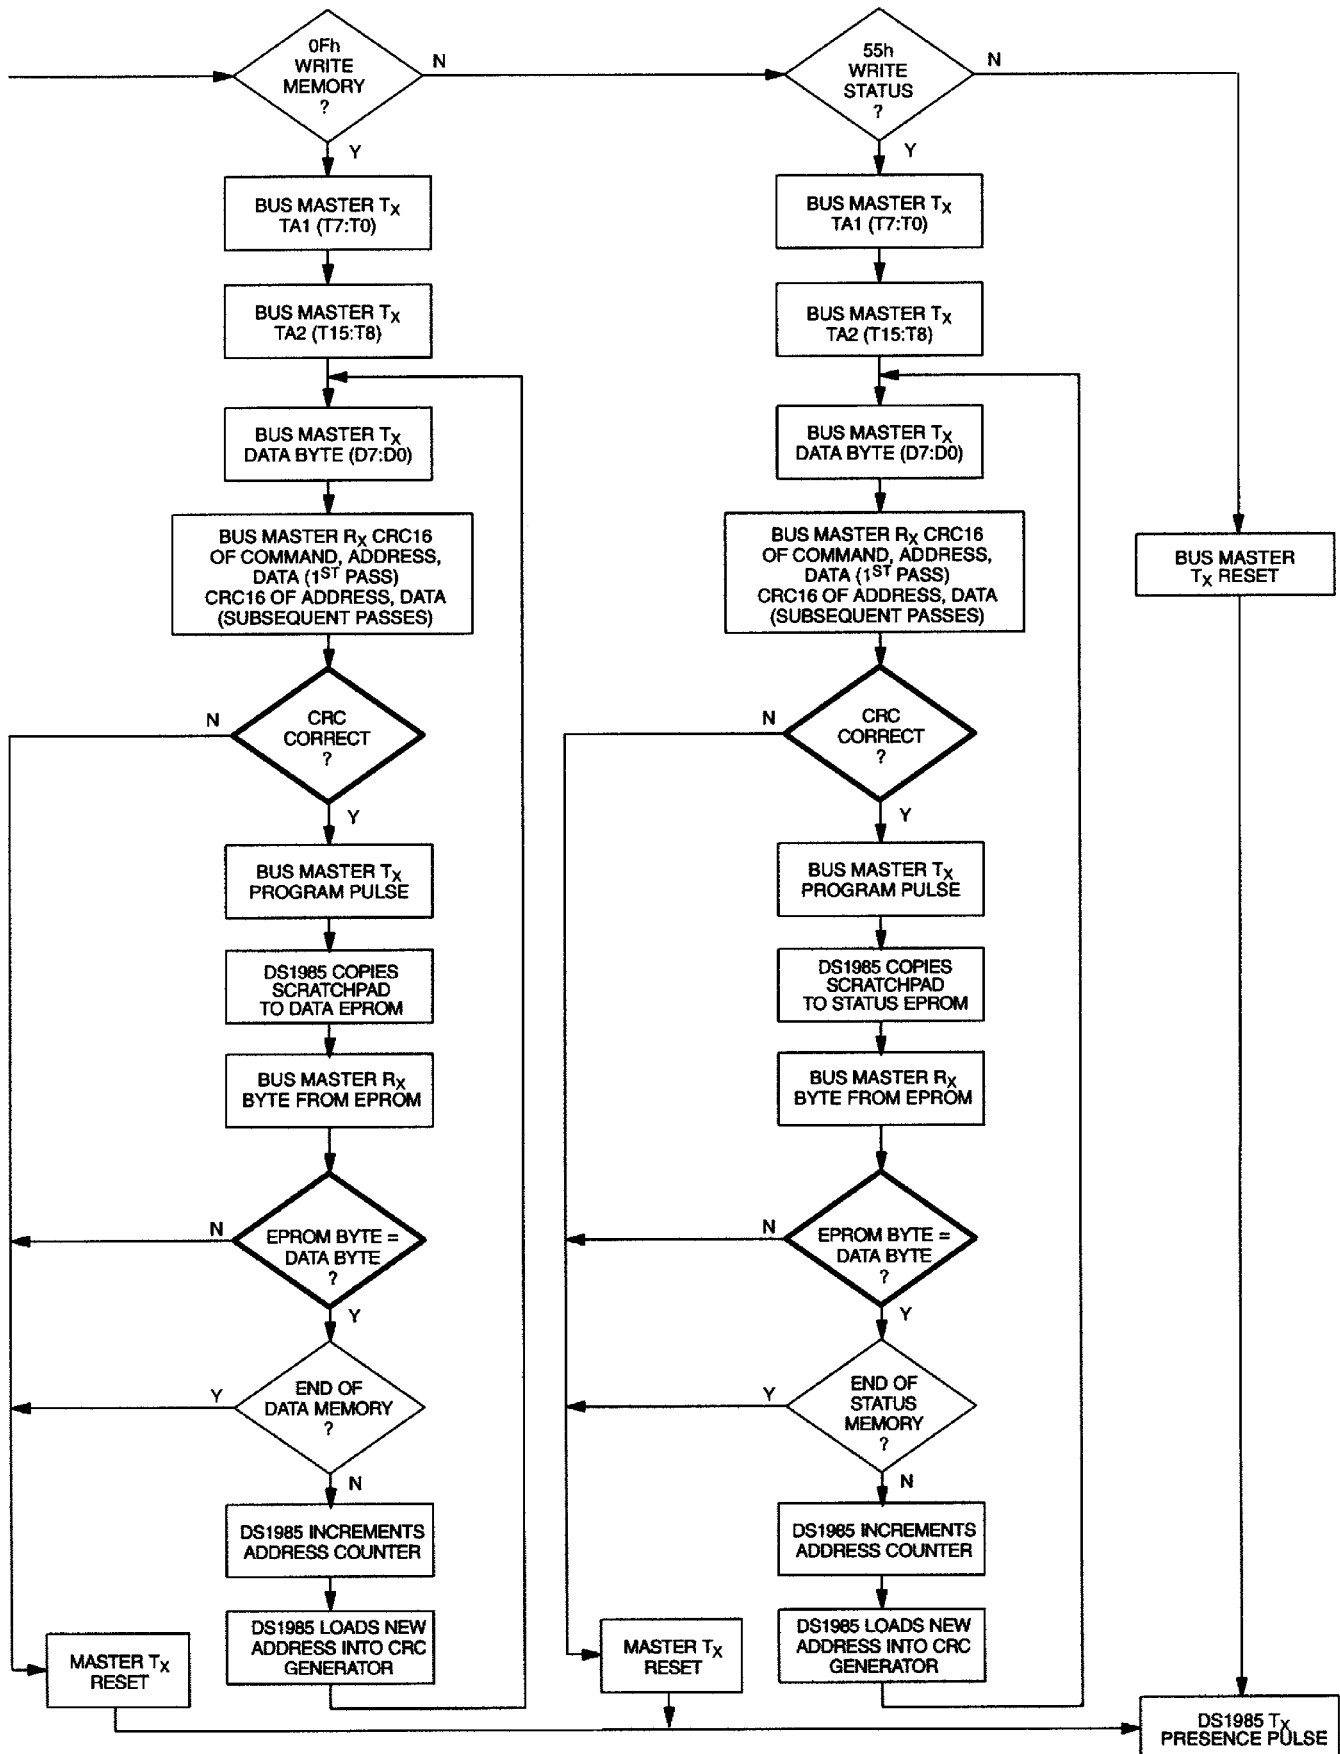 0Fh
WRITE
MEMORY
?
N
Y
BUS MASTER TX
TA1 (T7:T0)
BUS MASTER TX
TA2 (T15:T8)
BUS MASTER TX
DATA BYTE (D7:D0)
BUS MASTER RX CRC16
OF COMMAND, ADDRESS,
DATA (1ST PASS)
CRC16 OF ADDRESS, DATA
(SUBSEQUENT PASSES)
CRC
CORRECT
?
N
Y
BUS MASTER TX
PROGRAM PULSE
DS1985 COPIES
SCRATCHPAD
TO DATA EPROM
BUS MASTER RX
BYTE FROM EPROM
EPROM BYTE =
DATA BYTE
?
N
Y
END OF
DATA MEMORY
?
Y
N
DS1985 INCREMENTS
ADDRESS COUNTER
DS1985 LOADS NEW
ADDRESS INTO CRC
GENERATOR
MASTER TX
RESET
55h
WRITE
STATUS
?
N
Y
BUS MASTER TX
TA1 (T7:T0)
BUS MASTER TX
TA2 (T15:T8)
BUS MASTER TX
DATA BYTE (D7:D0)
BUS MASTER RX CRC16
OF COMMAND, ADDRESS,
DATA (1ST PASS)
CRC16 OF ADDRESS, DATA
(SUBSEQUENT PASSES)
CRC
CORRECT
?
N
Y
BUS MASTER TX
PROGRAM PULSE
DS1985 COPIES
SCRATCHPAD
TO STATUS EPROM
BUS MASTER RX
BYTE FROM EPROM
EPROM BYTE =
DATA BYTE
?
N
Y
END OF
STATUS
MEMORY
?
Y
N
DS1985 INCREMENTS
ADDRESS COUNTER
DS1985 LOADS NEW
ADDRESS INTO CRC
GENERATOR
MASTER TX
RESET
BUS MASTER
TX RESET
DS1985 TX
PRESENCE PULSE